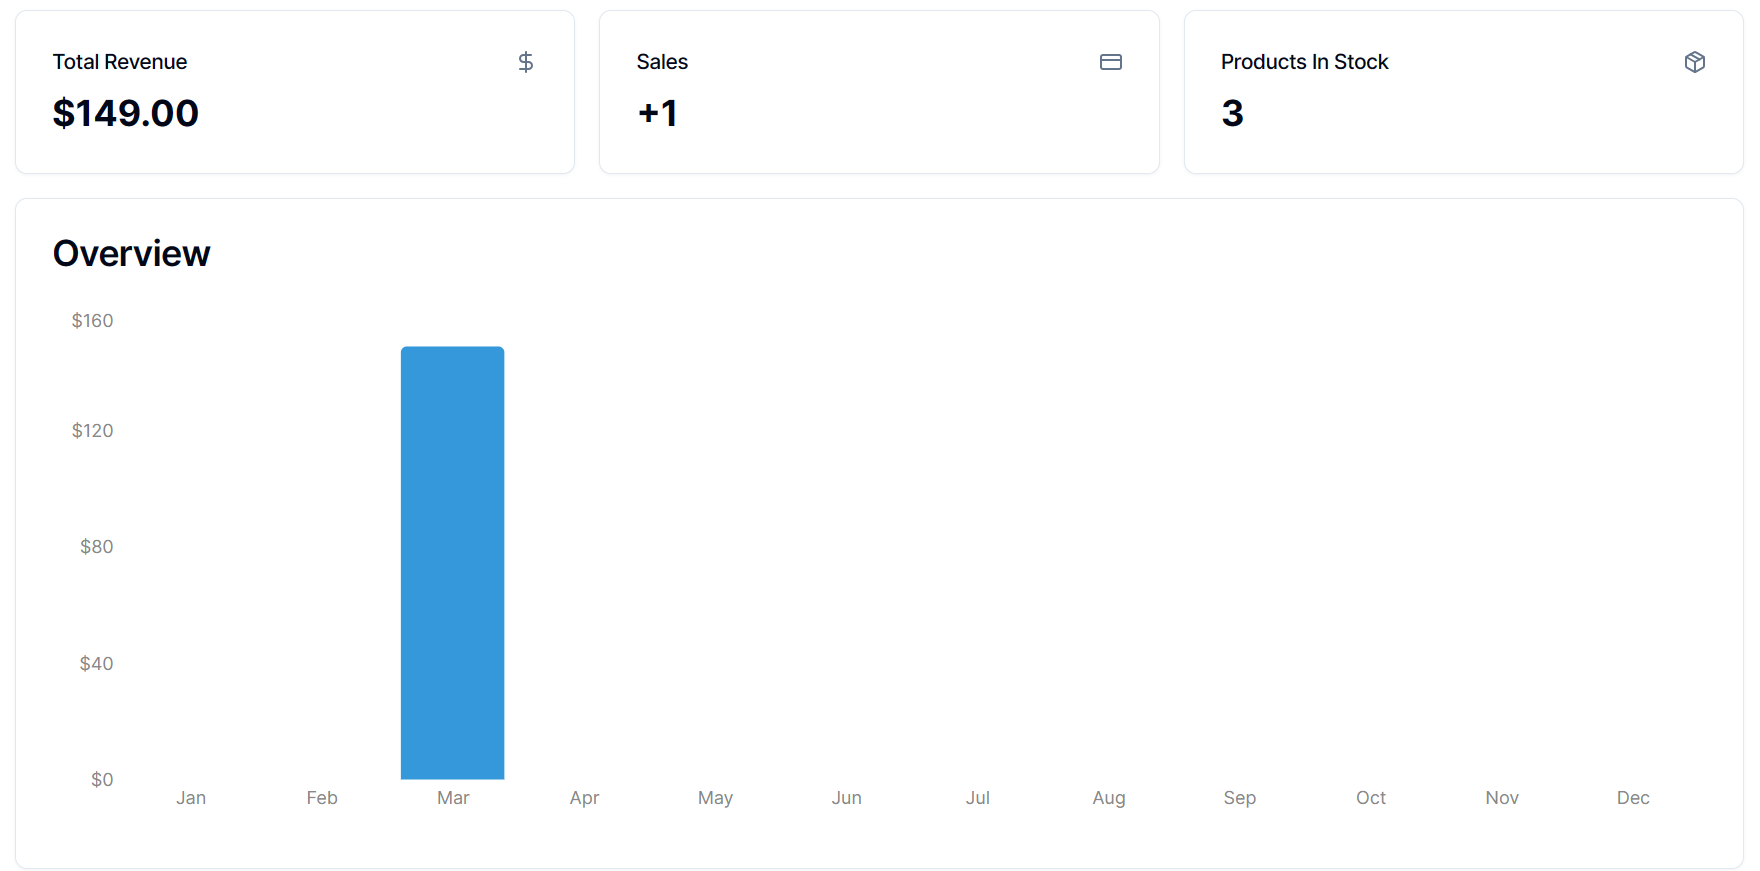 Total Revenue
$149.00
Sales
+1
Products In Stock
3
Overview
$160
$120
$80
$40
$0
Jan Feb Mar Apr May Jun Jul Aug Sep Oct Nov Dec